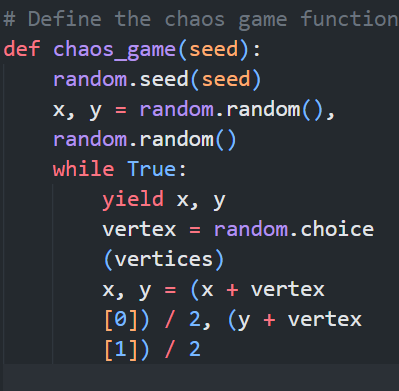 # Define the chaos game function
def chaos_game(seed):
    random.seed(seed)
    x, y = random.random(),
    random.random()
    while True:
        yield x, y
        vertex = random.choice
        (vertices)
        x, y = (x + vertex
        [0]) / 2, (y + vertex
        [1]) / 2